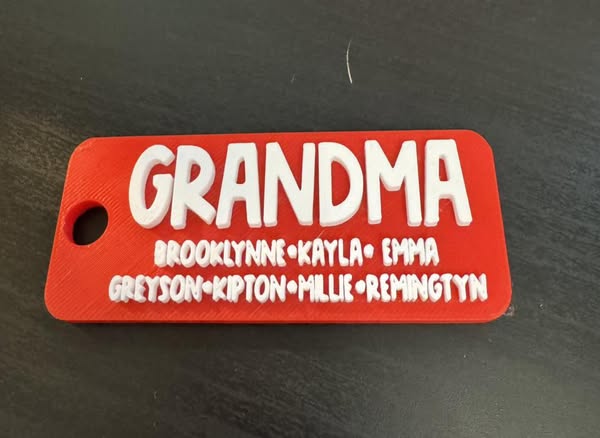 GRANDMA
BROOKLYNNE•KAYLA• EMMA
GREYSON•KIPTON•MILLIE•REMINGTYN